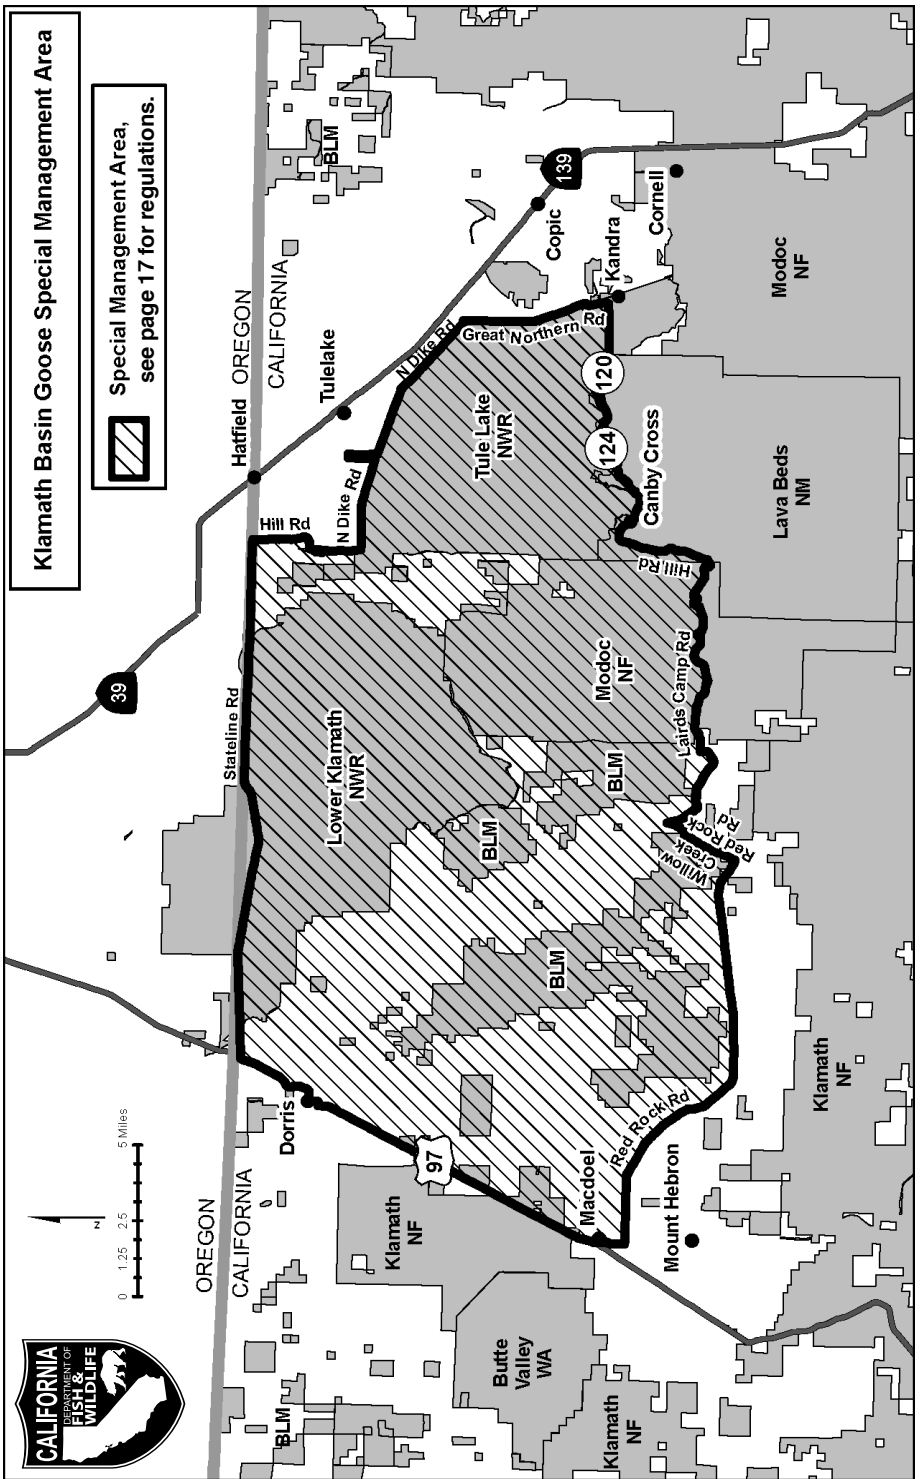 Klamath Basin Goose Special Management Area
Special Management Area,
see page 17 for regulations.
CALIFORNIA
DEPARTMENT OF
FISH &
WILDLIFE
N
0
1.25
2.5
5 Miles
OREGON
CALIFORNIA
OREGON
CALIFORNIA
39
Hatfield
Stateline Rd
Hill Rd
Tulelake
N Dike Rd
N Dike Rd
BLM
139
Copic
Great Northern Rd
Kandra
Cornell
Tule Lake
NWR
120
124
Canby Cross
Hill Rd
Lava Beds
NM
Modoc
NF
Lower Klamath
NWR
Modoc
NF
Lairds Camp Rd
BLM
BLM
BLM
Red Rock
Rd
Willow
Creek
Red Rock Rd
Dorris
97
Macdoel
Mount Hebron
Klamath
NF
Klamath
NF
Butte
Valley
WA
Klamath
NF
BLM